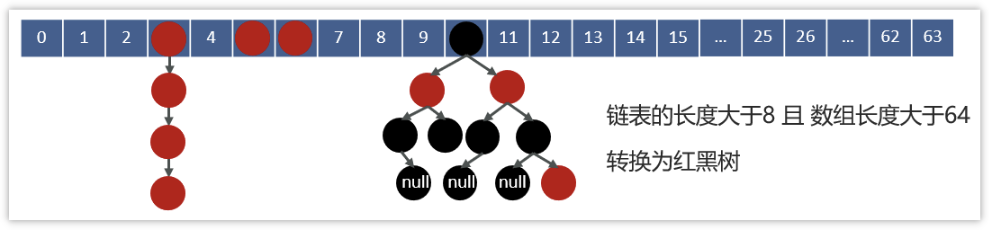 0 1 2 4 7 8 9 11 12 13 14 15 ... 25 26 ... 62 63
链表的长度大于8 且 数组长度大于64
转换为红黑树
null null null